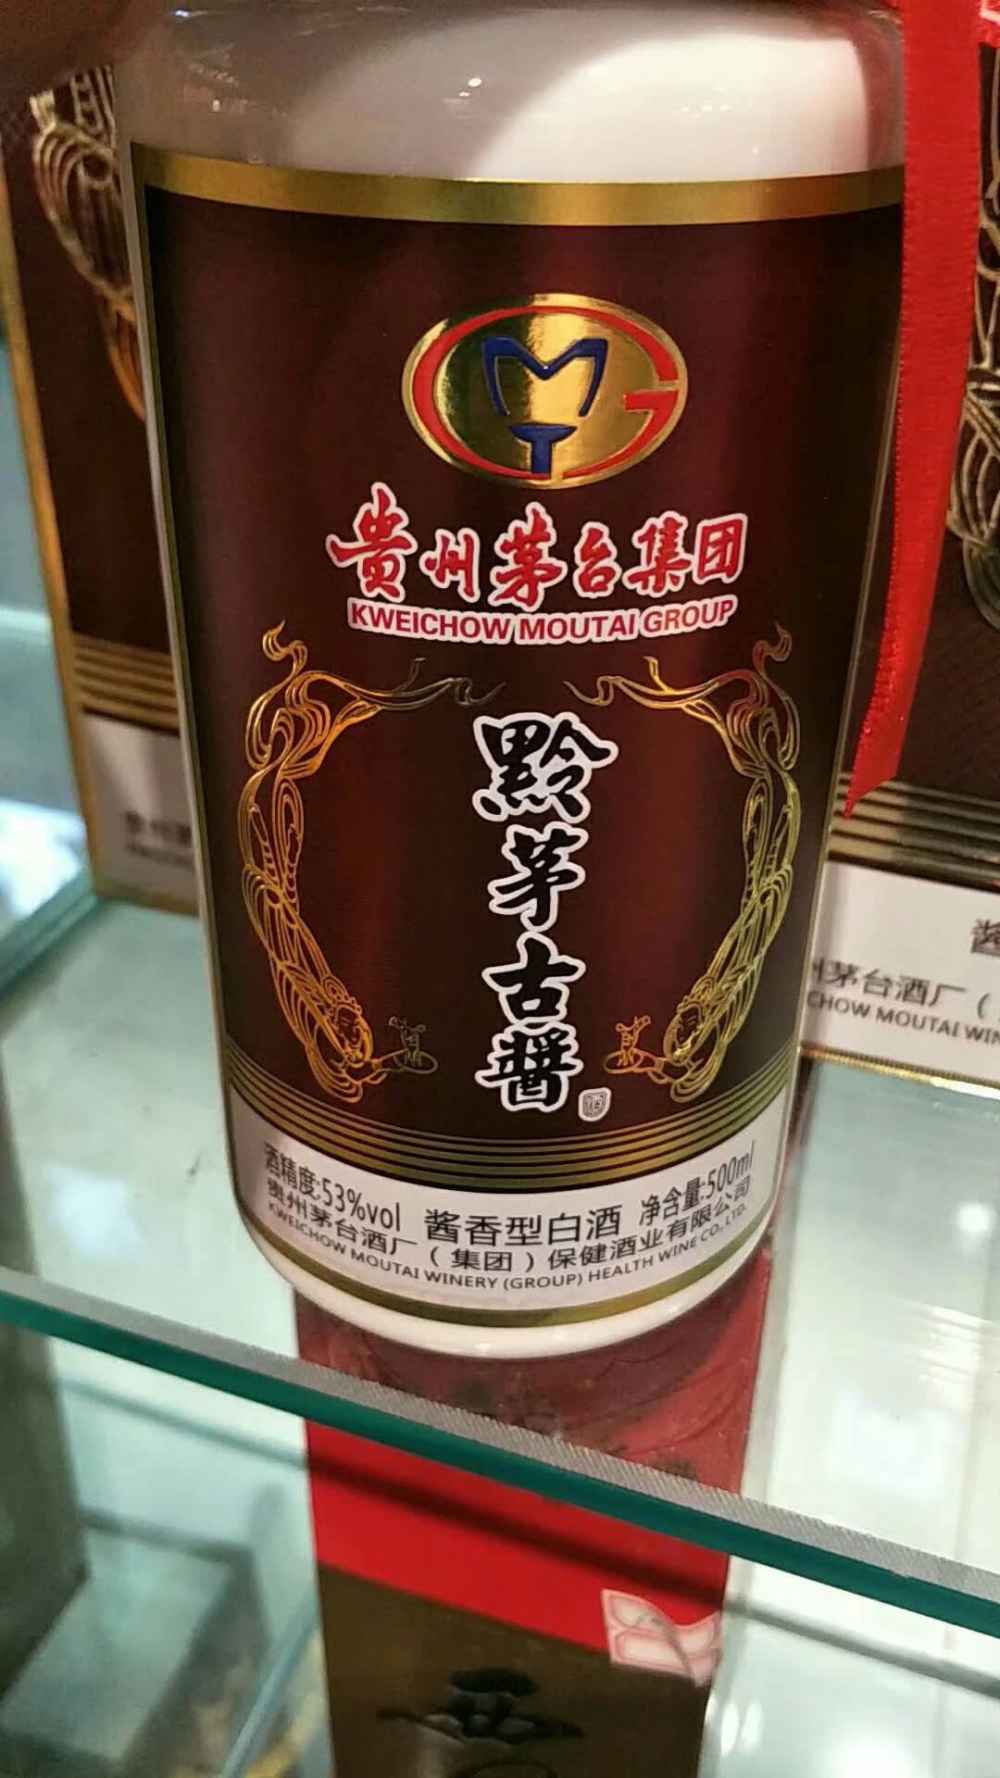 贵州茅台集团
KWEICHOW MOUTAI GROUP
黔茅古醬
酒精度:53%vol 酱香型白酒 净含量:500ml
贵州茅台酒厂（集团）保健酒业有限公司
KWEICHOW MOUTAI WINERY (GROUP) HEALTH WINE CO., LTD.
酱
州茅台酒厂（
CHOW MOUTAI WIN